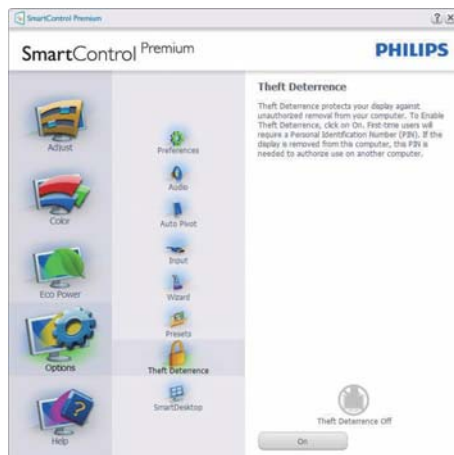 SmartControl Premium
SmartControl Premium
PHILIPS
Adjust
Color
Eco Power
Options
Help
Preferences
Audio
Auto Pivot
Input
Wizard
Presets
Theft Deterrence
SmartDesktop
Theft Deterrence
Theft Deterrence protects your display against
unauthorized removal from your computer. To Enable
Theft Deterrence, click on On. First-time users will
require a Personal Identification Number (PIN). If the
display is removed from this computer, this PIN is
needed to authorize use on another computer.
Theft Deterrence Off
On